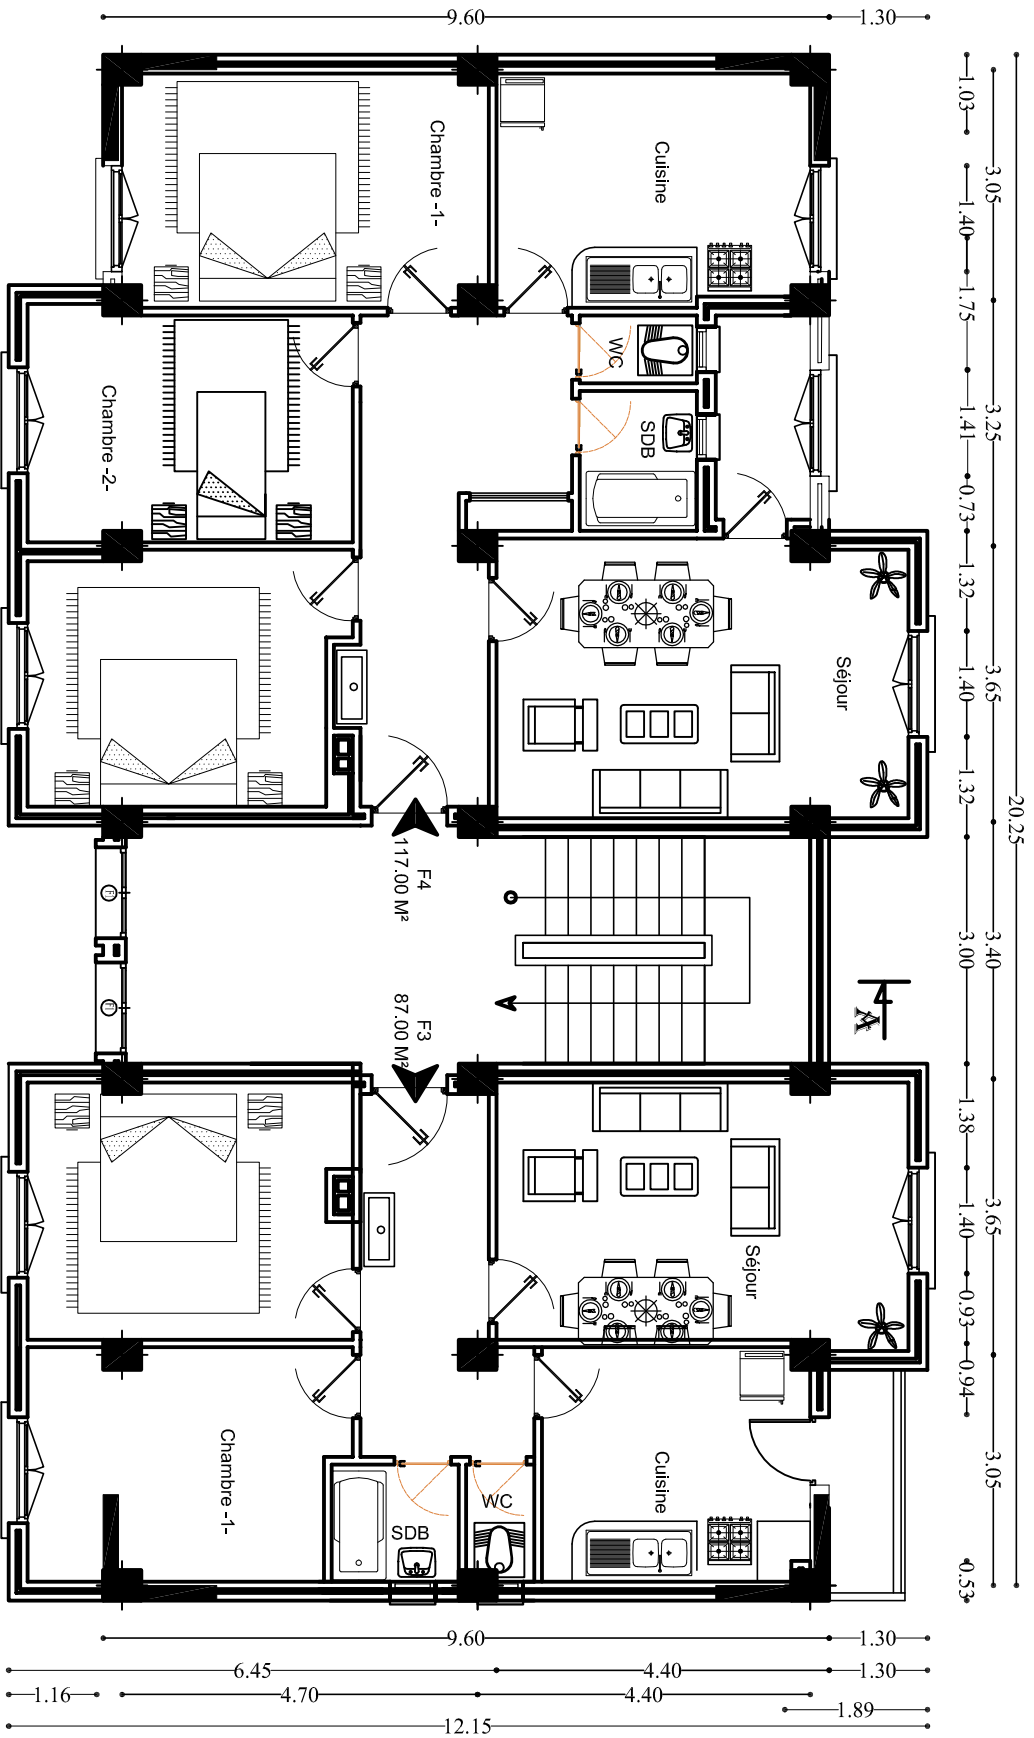 9.60
1.30
1.03
1.40
1.75
1.41
0.73
1.32
1.40
1.32
3.00
1.38
1.40
0.93
0.94
0.53
3.05
3.25
3.65
3.40
3.65
3.05
20.25
Chambre -1-
Cuisine
WC
Chambre -2-
SDB
Séjour
F4
117.00 M²
F3
87.00 M²
A
Séjour
Chambre -1-
Cuisine
WC
SDB
9.60
1.30
6.45
4.40
1.30
1.16
4.70
4.40
1.89
12.15